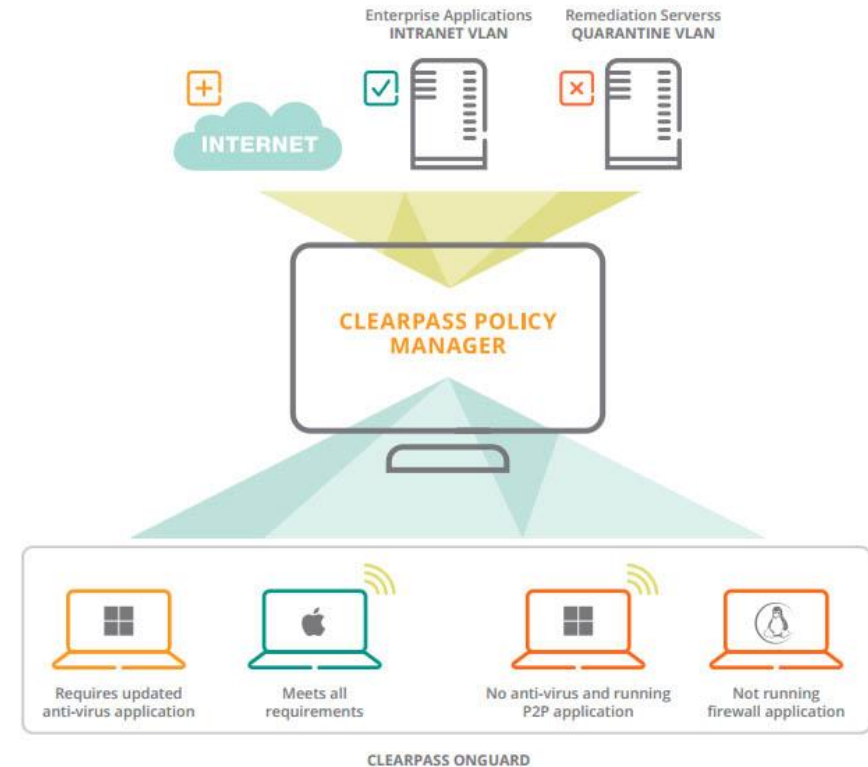 Enterprise Applications
INTRANET VLAN
Remediation Serverss
QUARANTINE VLAN
INTERNET
CLEARPASS POLICY
MANAGER
Requires updated
anti-virus application
Meets all
requirements
No anti-virus and running
P2P application
Not running
firewall application
CLEARPASS ONGUARD